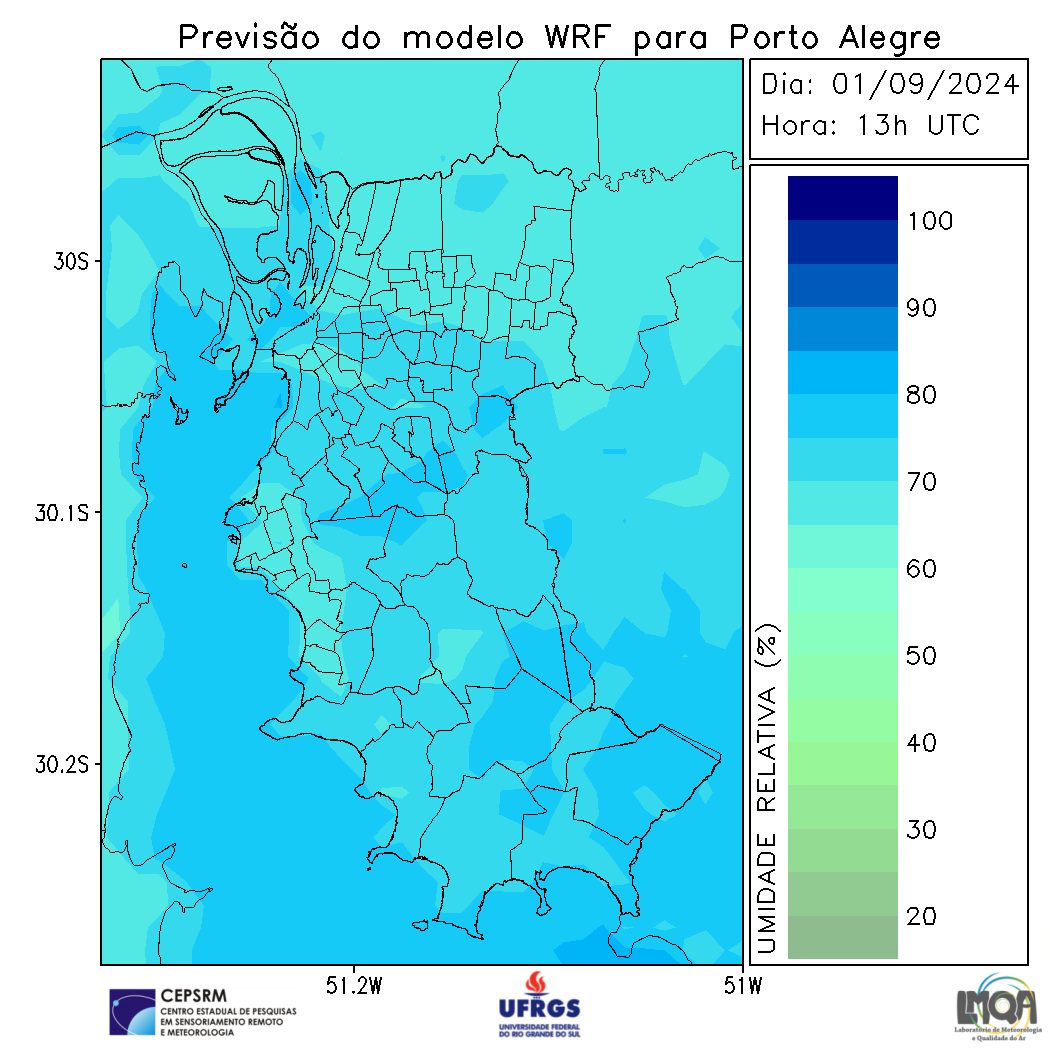 Previsão do modelo WRF para Porto Alegre
Dia: 01/09/2024
Hora: 13h UTC
30S
30.1S
30.2S
51.2W
51W
100
90
80
70
60
50
40
30
20
UMIDADE RELATIVA (%)
CEPSRM
CENTRO ESTADUAL DE PESQUISAS
EM SENSORIAMENTO REMOTO
E METEOROLOGIA
UFRGS
UNIVERSIDADE FEDERAL
DO RIO GRANDE DO SUL
LMQA
Laboratório de Meteorologia
e Qualidade do Ar